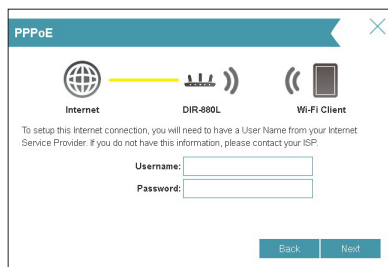 PPPoE
Internet DIR-880L Wi-Fi Client
To setup this Internet connection, you will need to have a User Name from your Internet
Service Provider. If you do not have this information, please contact your ISP.
Username:
Password:
Back Next